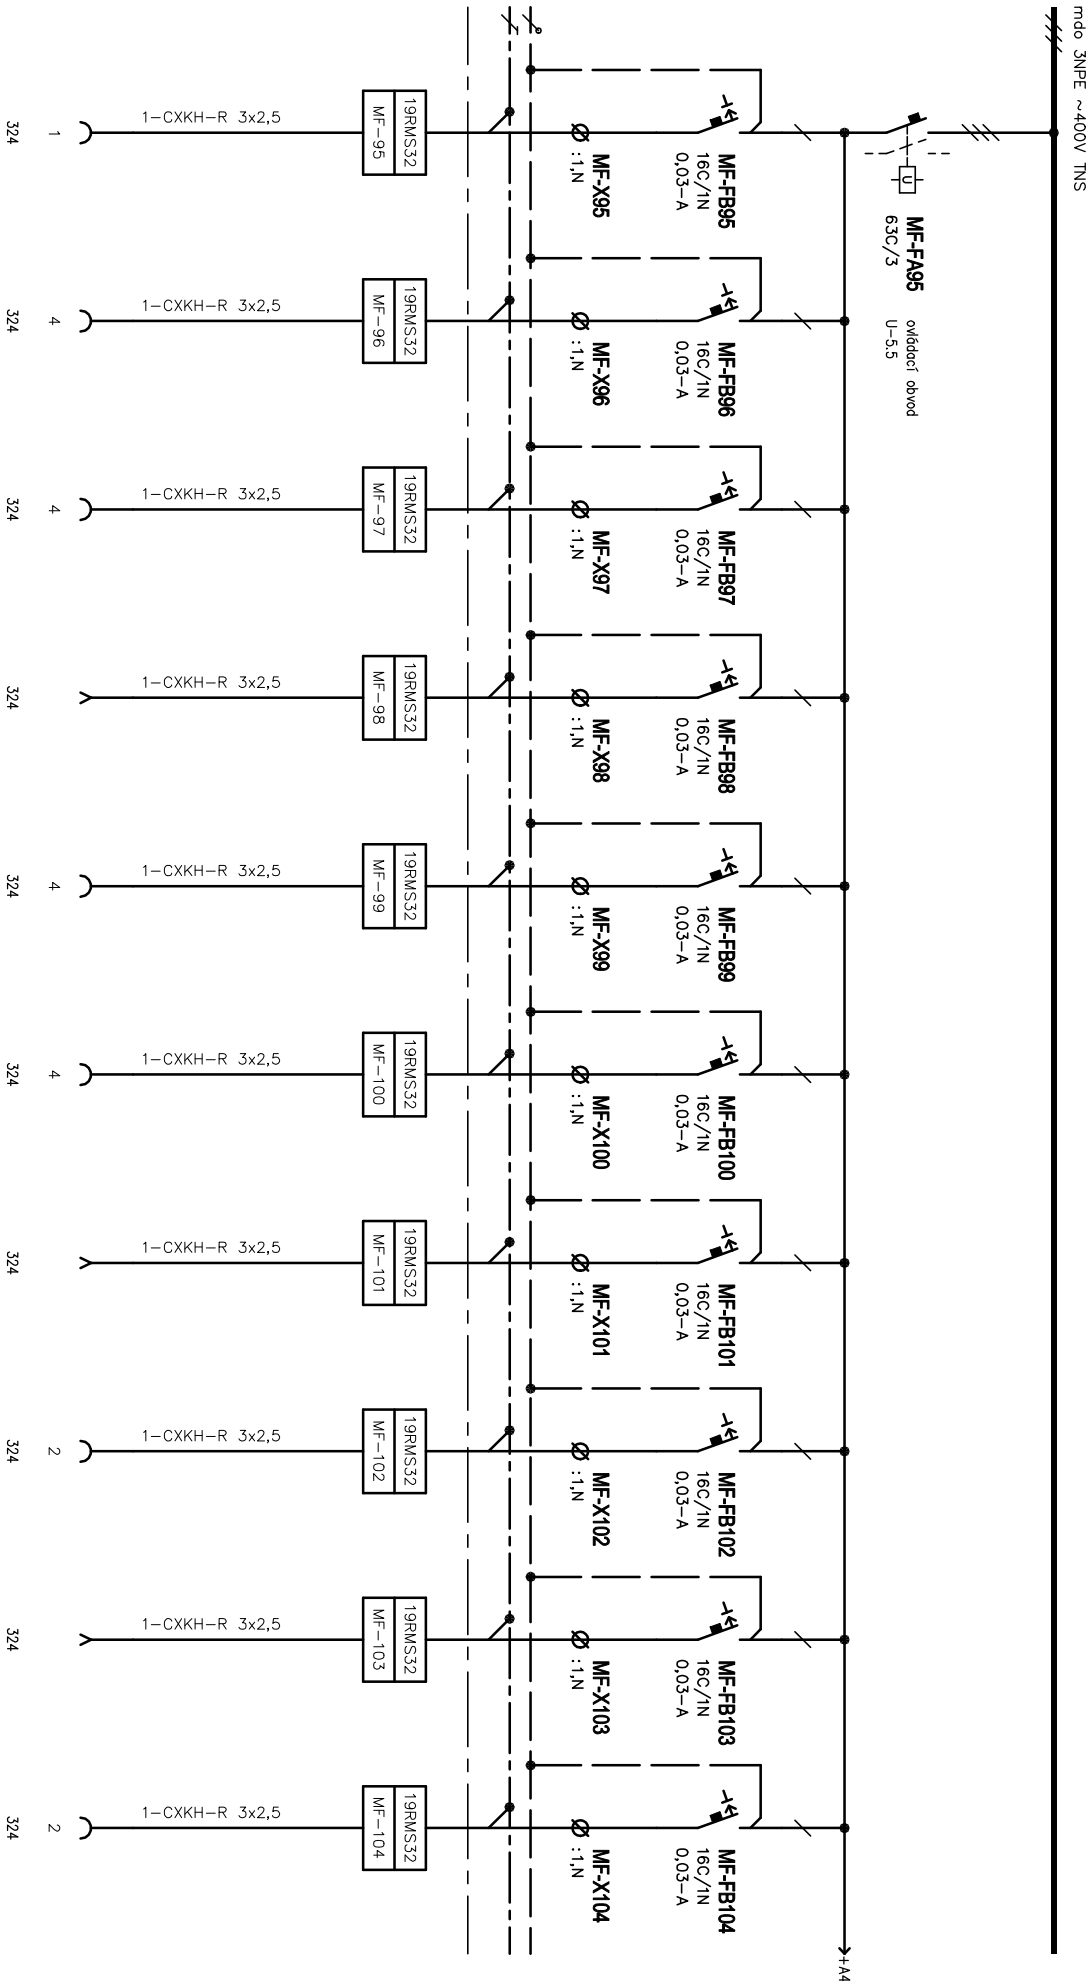 mdo 3NPE ~400V TNS
MF-FA95
63C/3
ovládací obvod
U-5.5
U
+A4
MF-FB95
16C/1N
0,03-A
MF-X95
:1,N
19RMS32
MF-95
1-CXKH-R 3x2,5
1
324
MF-FB96
16C/1N
0,03-A
MF-X96
:1,N
19RMS32
MF-96
1-CXKH-R 3x2,5
4
324
MF-FB97
16C/1N
0,03-A
MF-X97
:1,N
19RMS32
MF-97
1-CXKH-R 3x2,5
4
324
MF-FB98
16C/1N
0,03-A
MF-X98
:1,N
19RMS32
MF-98
1-CXKH-R 3x2,5
324
MF-FB99
16C/1N
0,03-A
MF-X99
:1,N
19RMS32
MF-99
1-CXKH-R 3x2,5
4
324
MF-FB100
16C/1N
0,03-A
MF-X100
:1,N
19RMS32
MF-100
1-CXKH-R 3x2,5
4
324
MF-FB101
16C/1N
0,03-A
MF-X101
:1,N
19RMS32
MF-101
1-CXKH-R 3x2,5
324
MF-FB102
16C/1N
0,03-A
MF-X102
:1,N
19RMS32
MF-102
1-CXKH-R 3x2,5
2
324
MF-FB103
16C/1N
0,03-A
MF-X103
:1,N
19RMS32
MF-103
1-CXKH-R 3x2,5
324
MF-FB104
16C/1N
0,03-A
MF-X104
:1,N
19RMS32
MF-104
1-CXKH-R 3x2,5
2
324